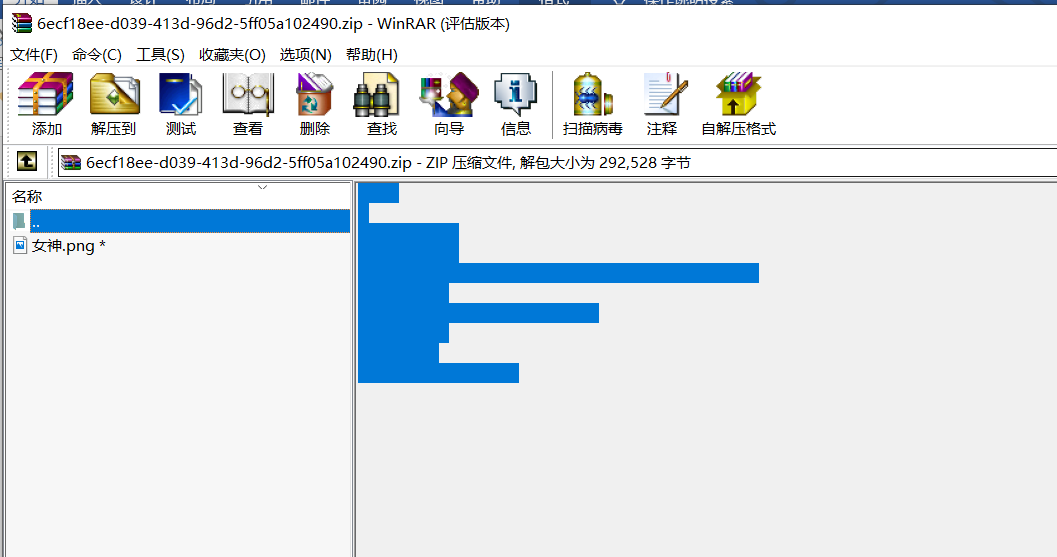 6ecf18ee-d039-413d-96d2-5ff05a102490.zip - WinRAR (评估版本)
文件(F) 命令(C) 工具(S) 收藏夹(O) 选项(N) 帮助(H)
添加 解压到 测试 查看 删除 查找 向导 信息 扫描病毒 注释 自解压格式
6ecf18ee-d039-413d-96d2-5ff05a102490.zip - ZIP 压缩文件, 解包大小为 292,528 字节
名称
..
女神.png *